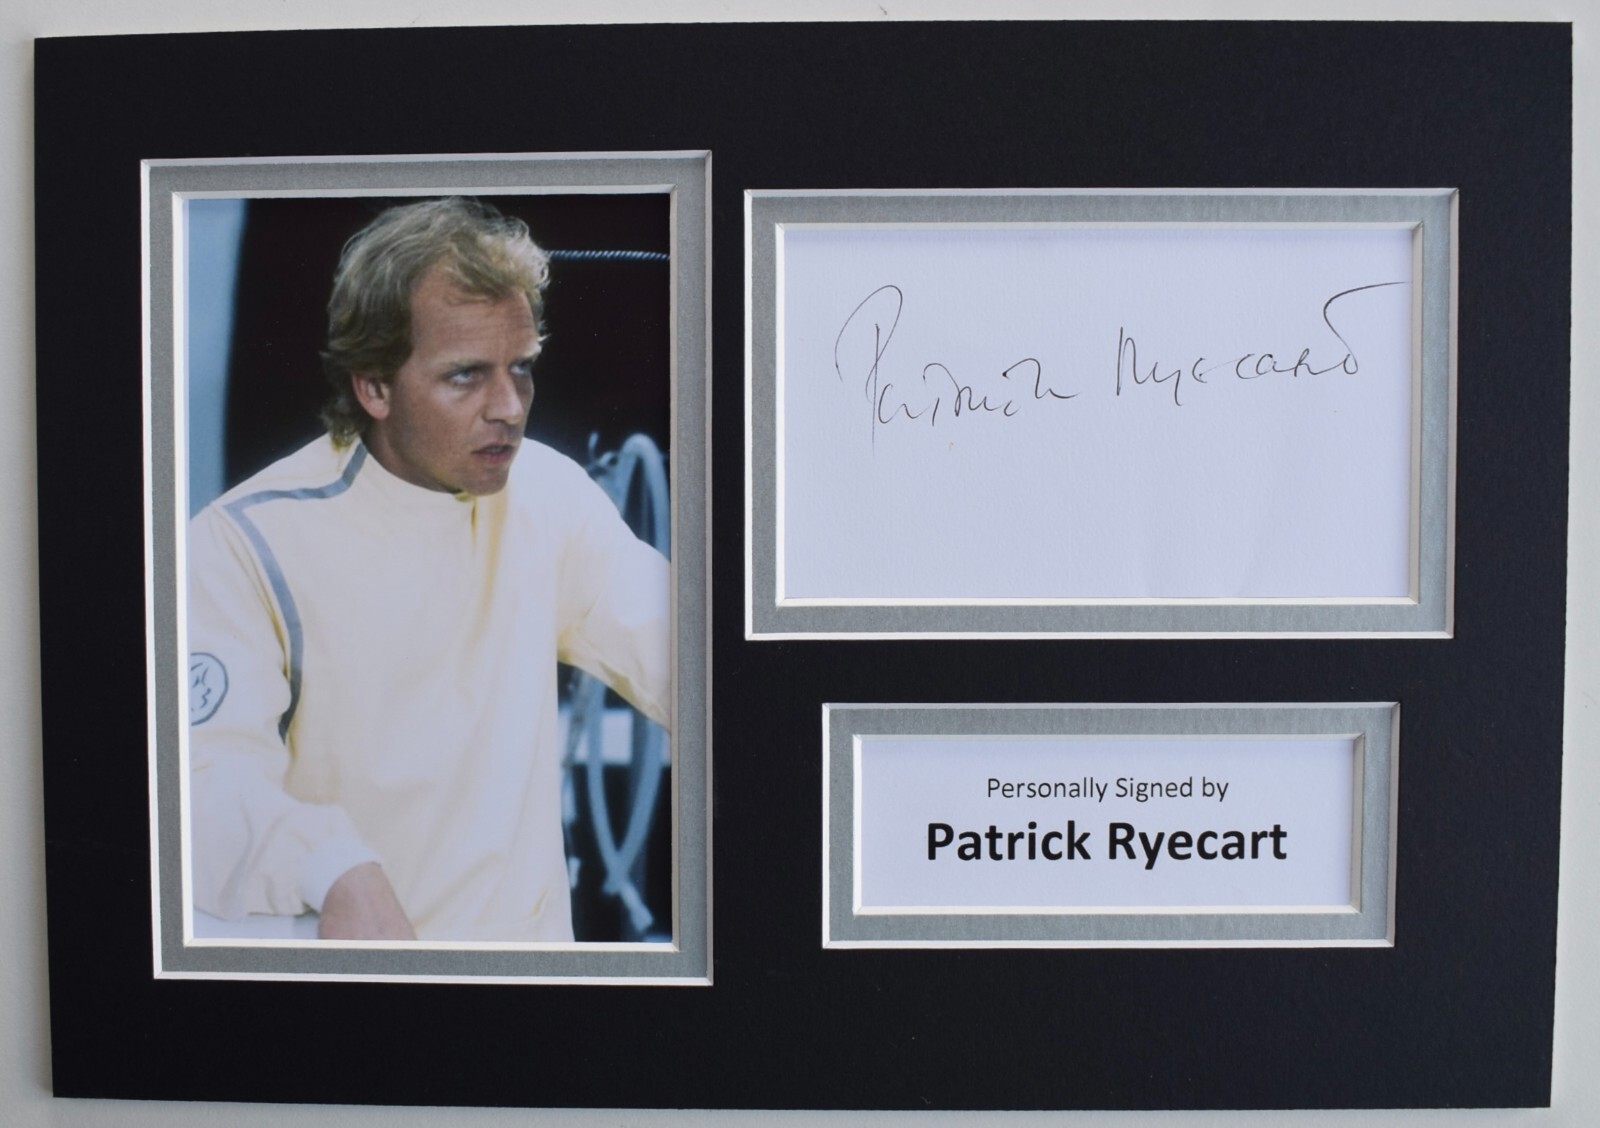 Patrick Ryecart
Personally Signed by
Patrick Ryecart